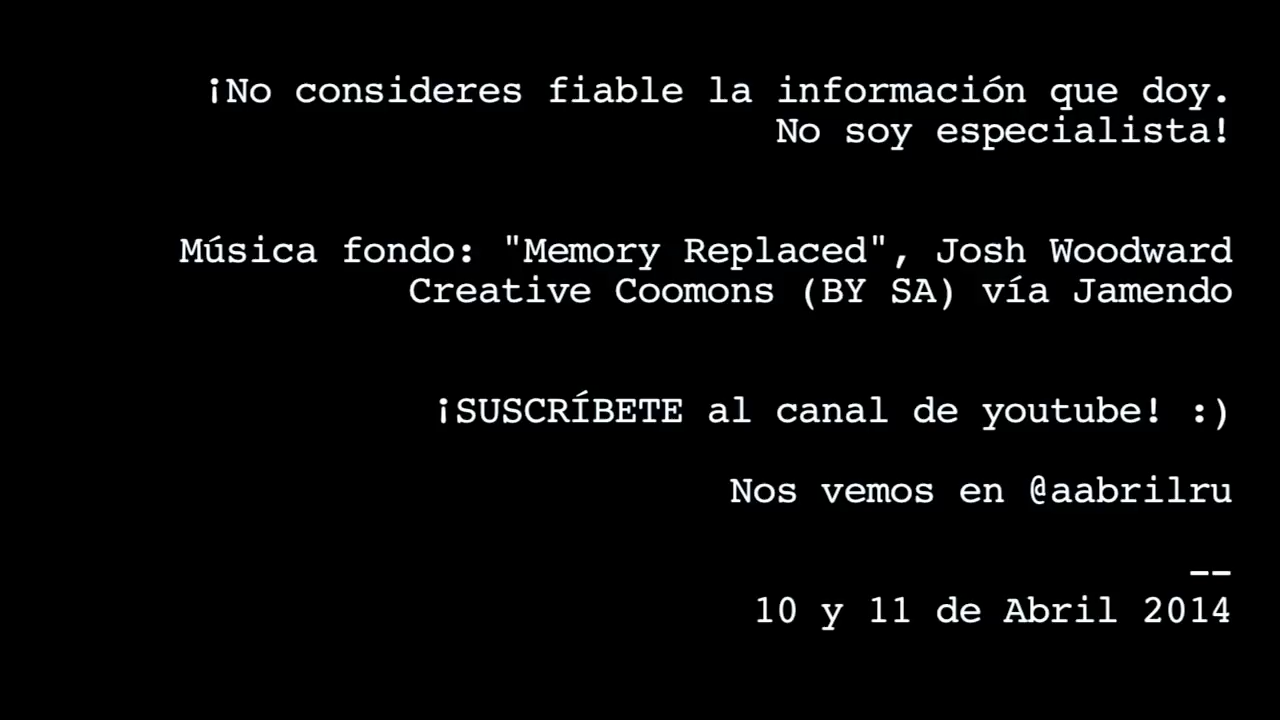 ¡No consideres fiable la información que doy.
No soy especialista!
Música fondo: "Memory Replaced", Josh Woodward
Creative Coomons (BY SA) vía Jamendo
¡SUSCRÍBETE al canal de youtube! :)
Nos vemos en @aabrilru
--
10 y 11 de Abril 2014